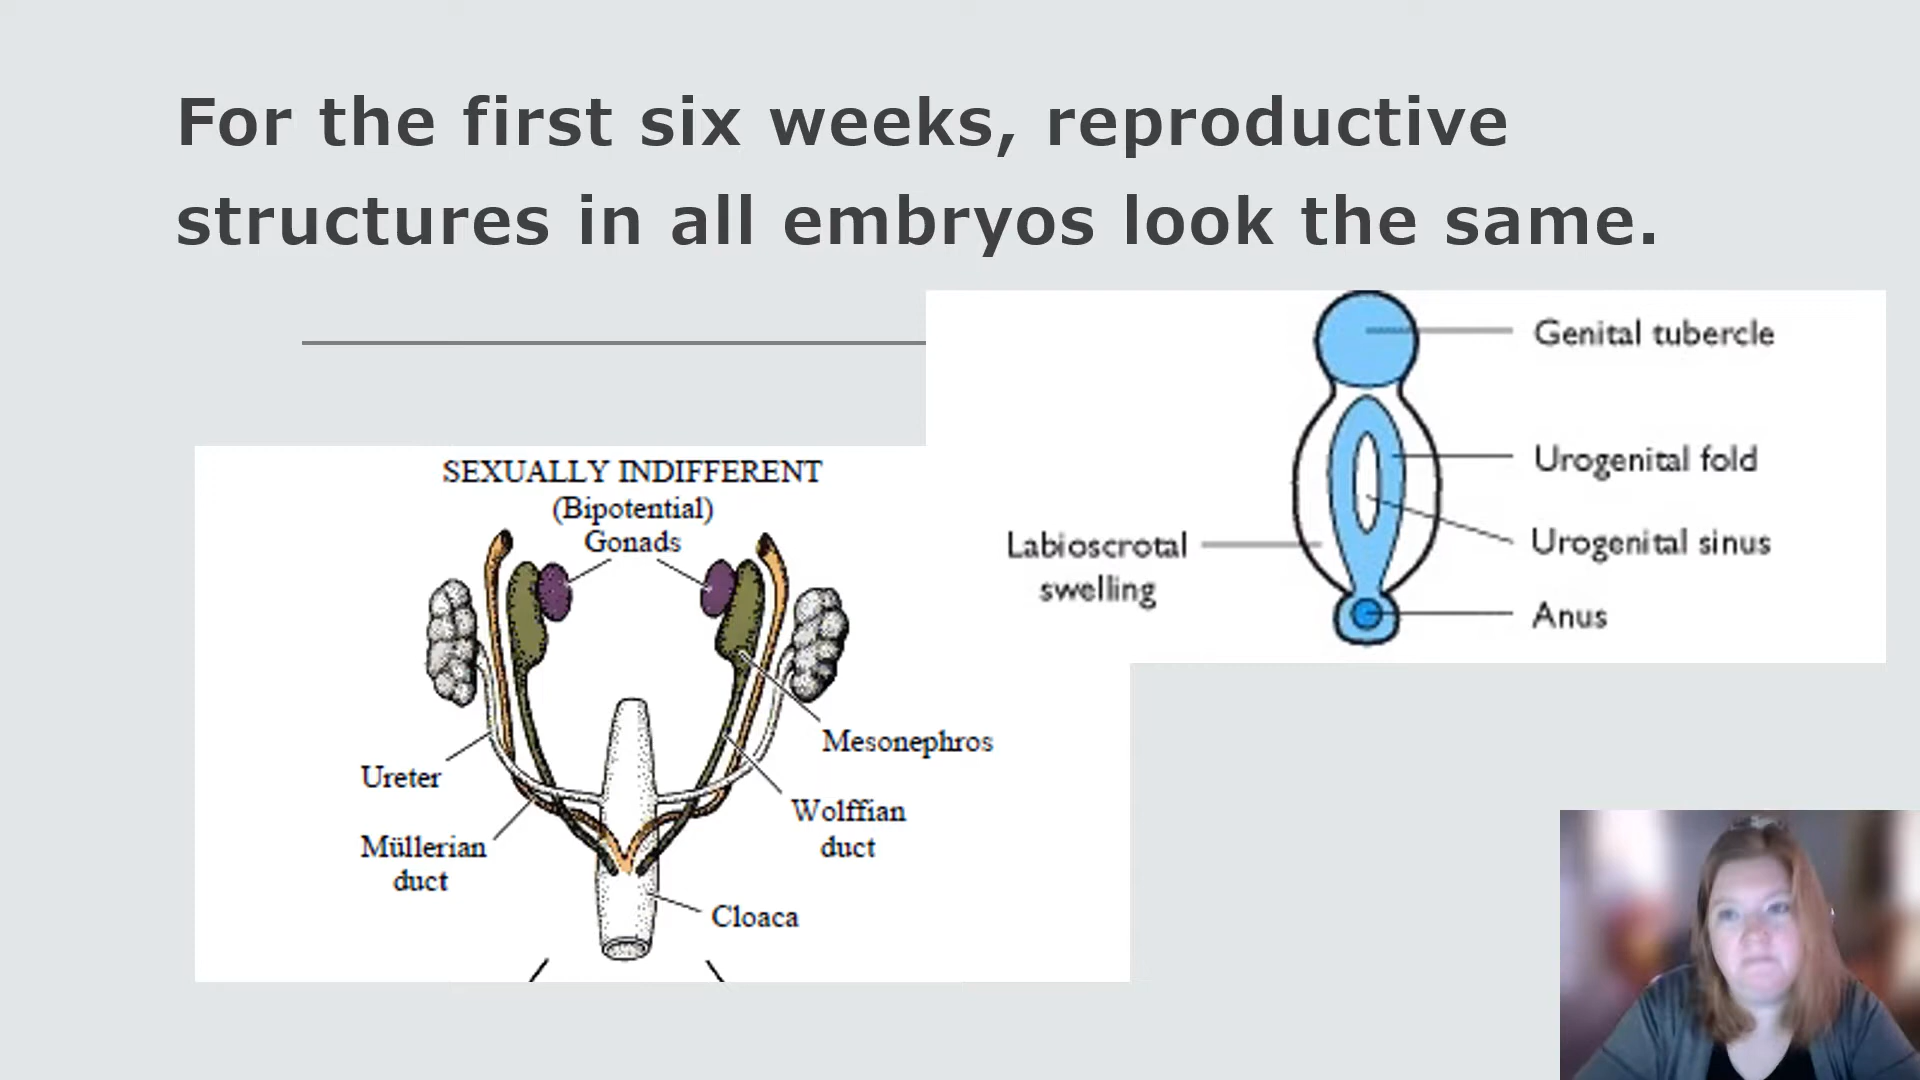 For the first six weeks, reproductive
structures in all embryos look the same.
Genital tubercle
Urogenital fold
Urogenital sinus
Labioscrotal
swelling
Anus
SEXUALLY INDIFFERENT
(Bipotential)
Gonads
Mesonephros
Ureter
Wolffian
duct
Müllerian
duct
Cloaca